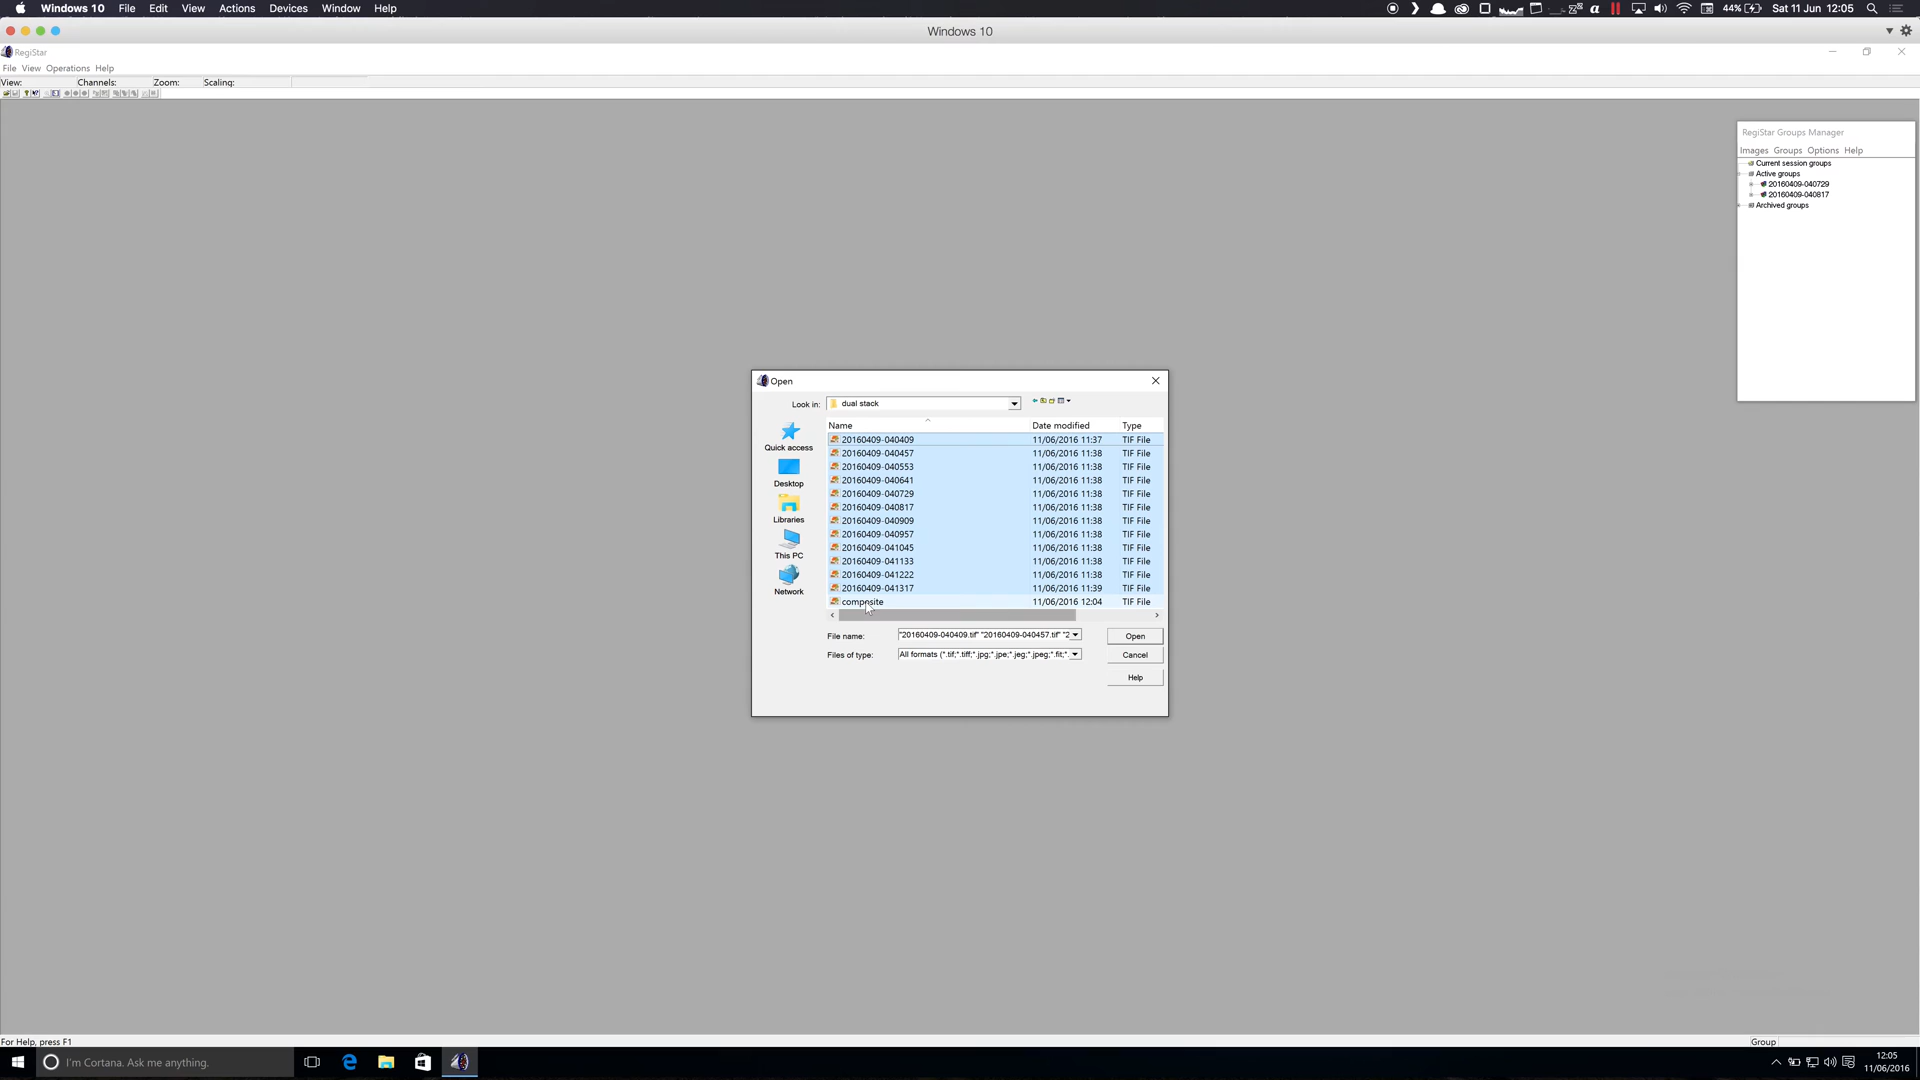 Windows 10 File Edit View Actions Devices Window Help
44% Sat 11 Jun 12:05
Windows 10
RegiStar
File View Operations Help
View: Channels: Zoom: Scaling:
RegiStar Groups Manager
Images Groups Options Help
Current session groups
Active groups
20160409-040729
20160409-040817
Archived groups
Open
Look in: dual stack
Quick access
Desktop
Libraries
This PC
Network
Name Date modified Type
20160409-040409 11/06/2016 11:37 TIF File
20160409-040457 11/06/2016 11:38 TIF File
20160409-040553 11/06/2016 11:38 TIF File
20160409-040641 11/06/2016 11:38 TIF File
20160409-040729 11/06/2016 11:38 TIF File
20160409-040817 11/06/2016 11:38 TIF File
20160409-040909 11/06/2016 11:38 TIF File
20160409-040957 11/06/2016 11:38 TIF File
20160409-041045 11/06/2016 11:38 TIF File
20160409-041133 11/06/2016 11:38 TIF File
20160409-041222 11/06/2016 11:38 TIF File
20160409-041317 11/06/2016 11:39 TIF File
composite 11/06/2016 12:04 TIF File
File name: "20160409-040409.tif" "20160409-040457.tif" "2 Open
Files of type: All formats (*.tif;*.tiff;*.jpg;*.jpe;*.jeg;*.jpeg;*.fit;*. Cancel
Help
For Help, press F1
Group
I'm Cortana. Ask me anything.
12:05
11/06/2016